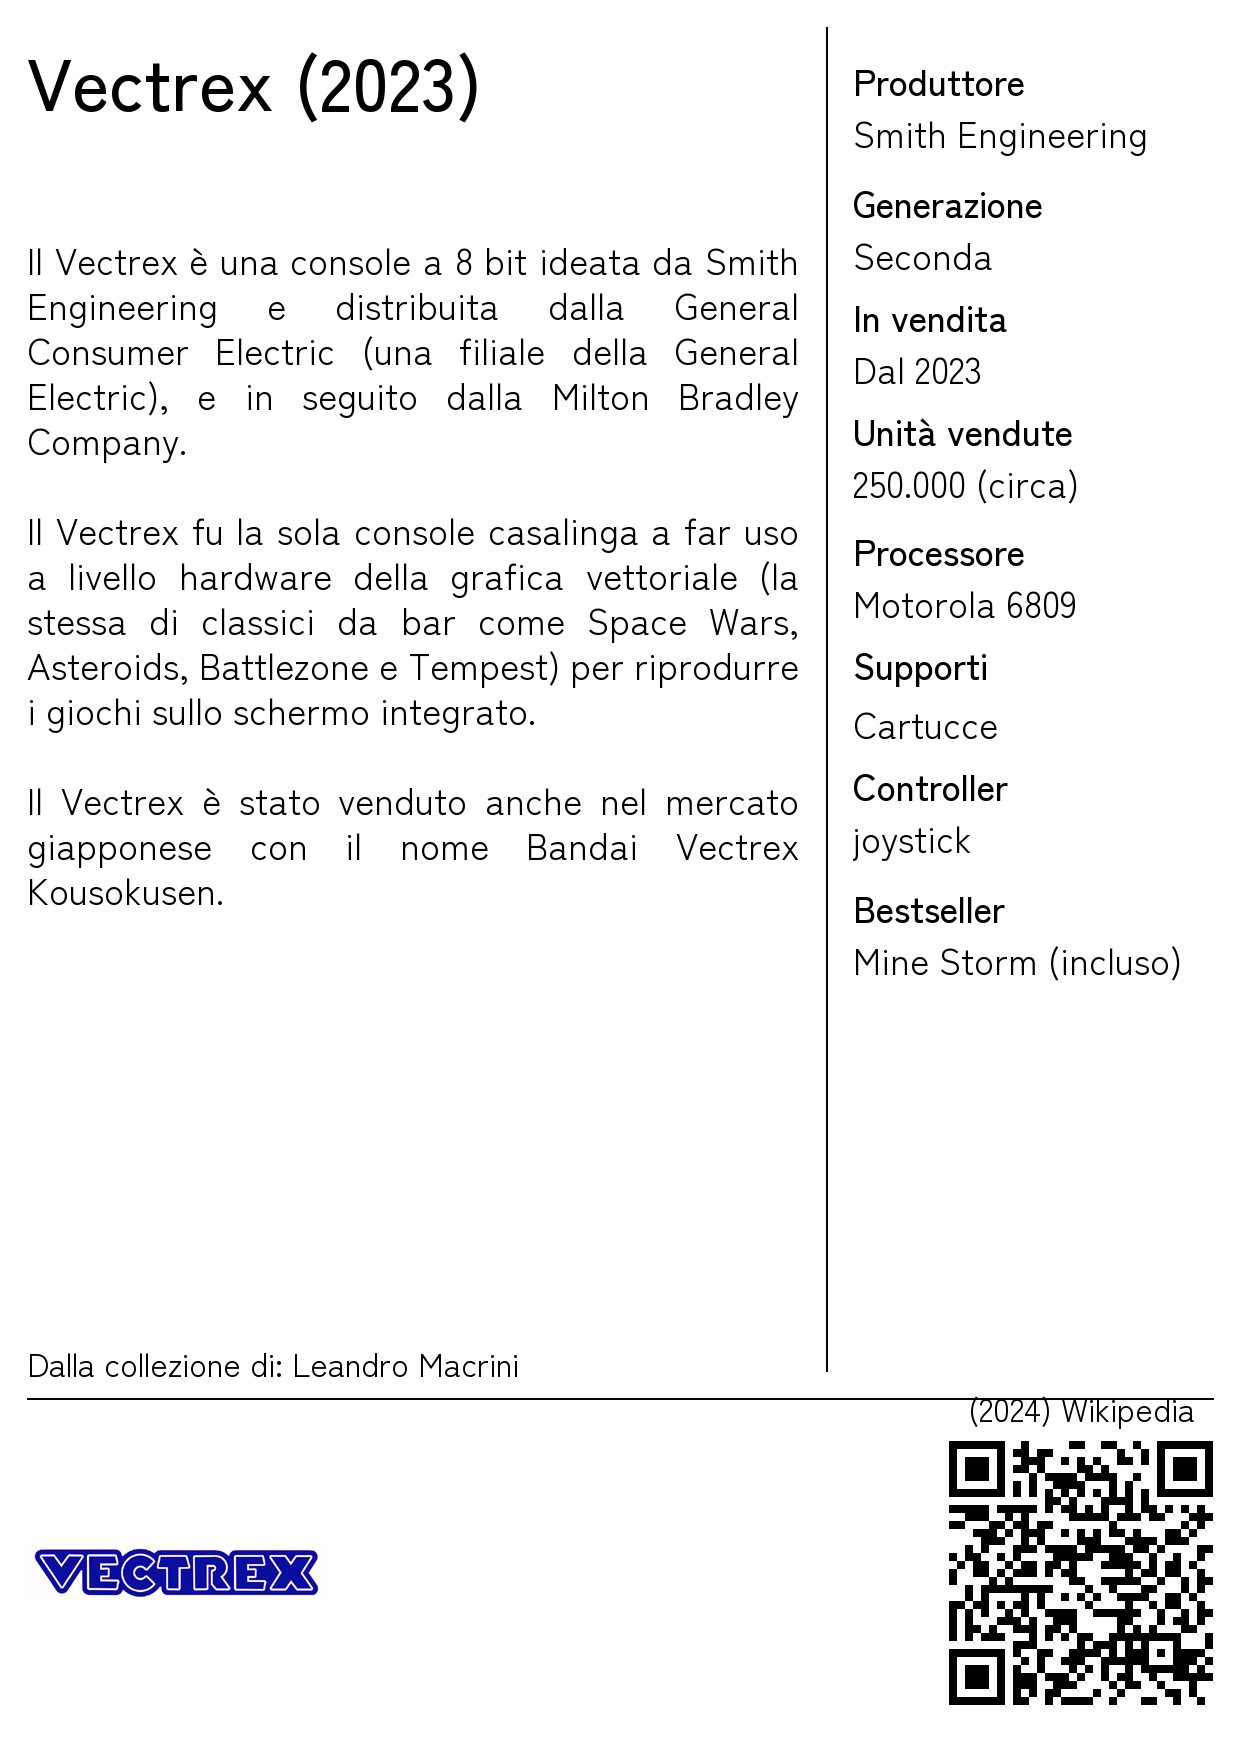 Vectrex (2023)
Il Vectrex è una console a 8 bit ideata da Smith
Engineering e distribuita dalla General
Consumer Electric (una filiale della General
Electric), e in seguito dalla Milton Bradley
Company.
Il Vectrex fu la sola console casalinga a far uso
a livello hardware della grafica vettoriale (la
stessa di classici da bar come Space Wars,
Asteroids, Battlezone e Tempest) per riprodurre
i giochi sullo schermo integrato.
Il Vectrex è stato venduto anche nel mercato
giapponese con il nome Bandai Vectrex
Kousokusen.
Dalla collezione di: Leandro Macrini
Produttore
Smith Engineering
Generazione
Seconda
In vendita
Dal 2023
Unità vendute
250.000 (circa)
Processore
Motorola 6809
Supporti
Cartucce
Controller
joystick
Bestseller
Mine Storm (incluso)
(2024) Wikipedia
VECTREX